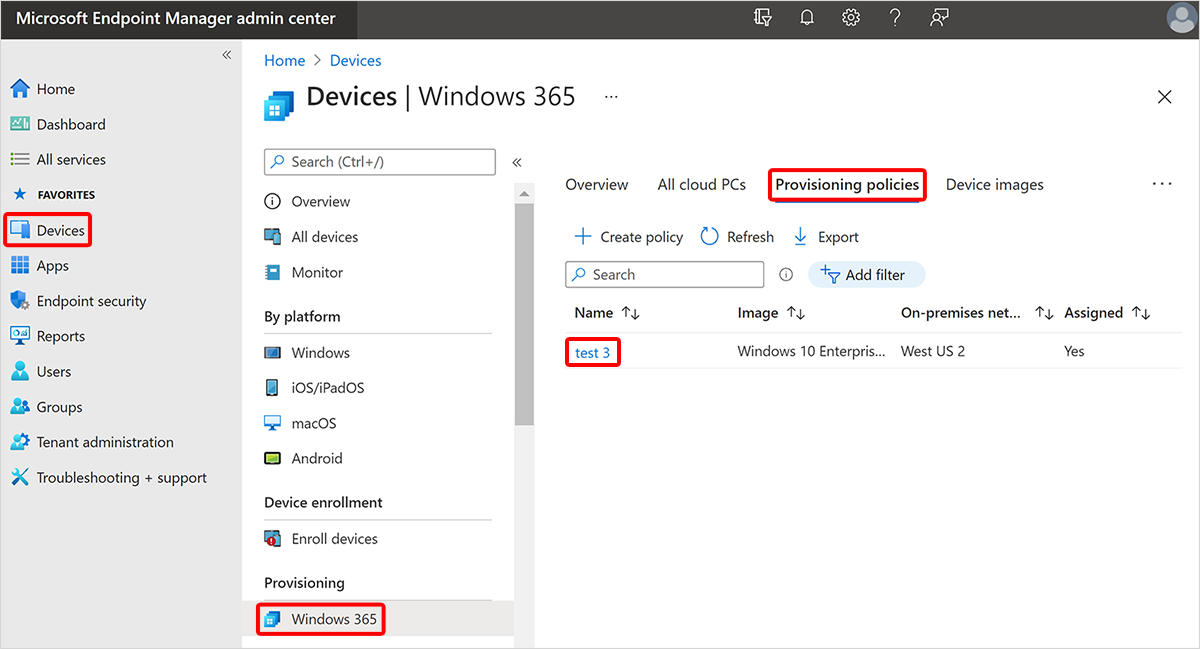 Microsoft Endpoint Manager admin center
Home
Dashboard
All services
FAVORITES
Devices
Apps
Endpoint security
Reports
Users
Groups
Tenant administration
Troubleshooting + support
Home > Devices
Devices | Windows 365 ...
Search (Ctrl+/)
Overview
All devices
Monitor
By platform
Windows
iOS/iPadOS
macOS
Android
Device enrollment
Enroll devices
Provisioning
Windows 365
Overview All cloud PCs Provisioning policies Device images ...
Create policy Refresh Export
Search Add filter
Name Image On-premises net... Assigned
test 3 Windows 10 Enterpris... West US 2 Yes